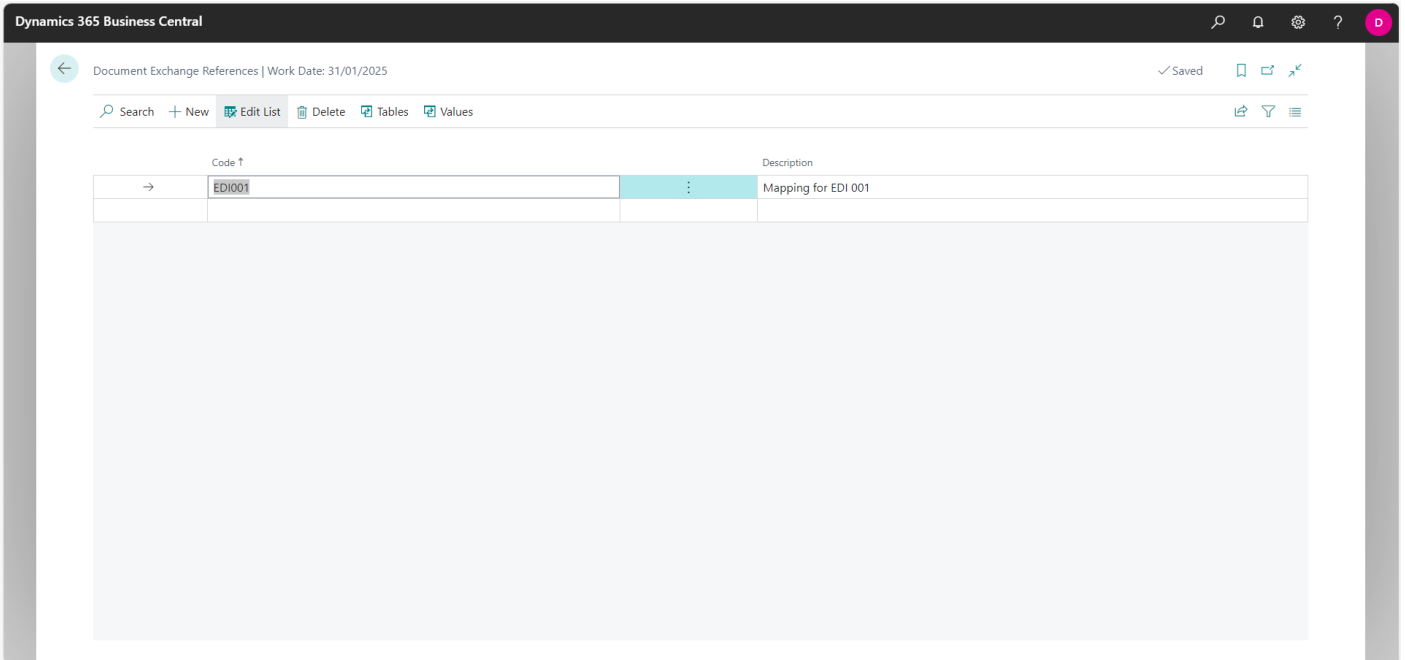 Dynamics 365 Business Central
D
Document Exchange References | Work Date: 31/01/2025
Saved
Search New Edit List Delete Tables Values
Code ↑ Description
EDI001 Mapping for EDI 001